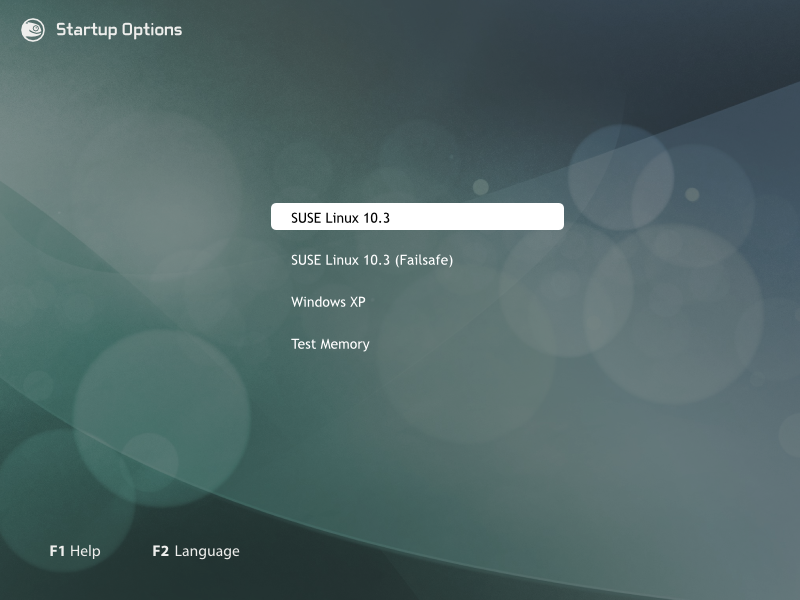 Startup Options
SUSE Linux 10.3
SUSE Linux 10.3 (Failsafe)
Windows XP
Test Memory
F1 Help F2 Language